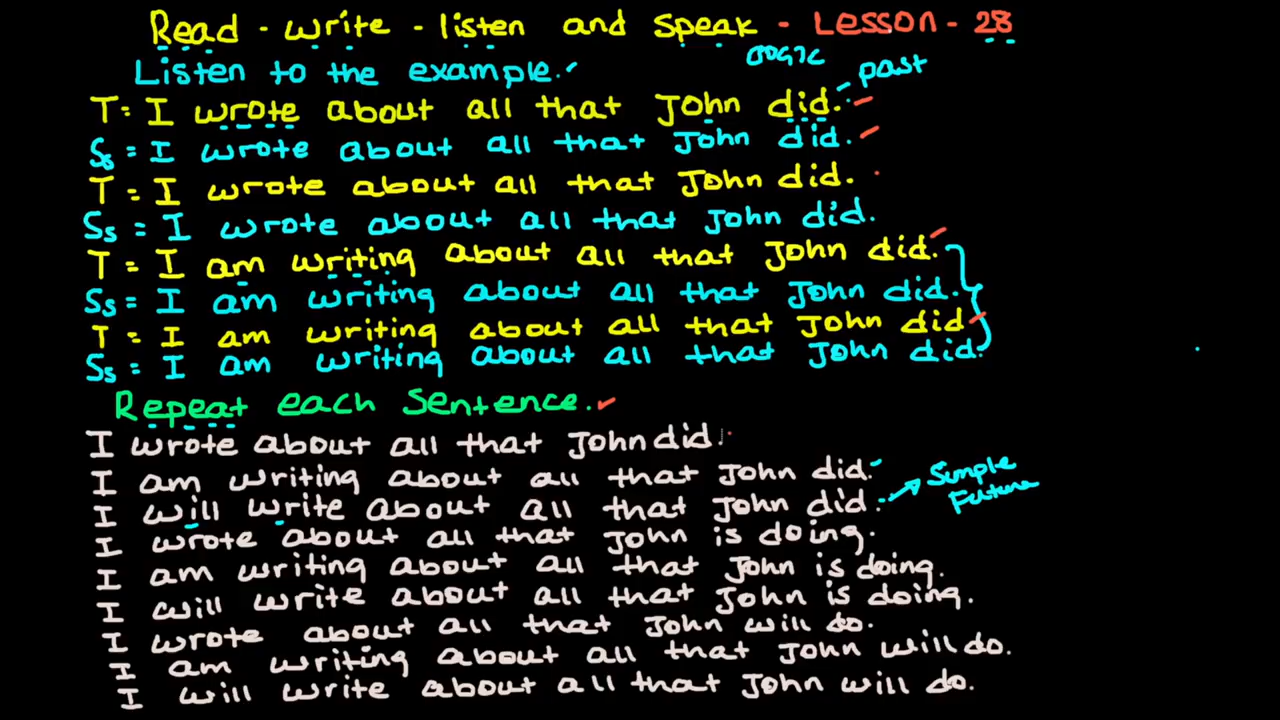 Read - write - listen and speak - Lesson - 28
Listen to the example.
past
T = I wrote about all that John did.
Ss = I wrote about all that John did.
T = I wrote about all that John did.
Ss = I wrote about all that John did.
T = I am writing about all that John did.
Ss = I am writing about all that John did.
T = I am writing about all that John did
Ss = I am writing about all that John did.
Repeat each sentence.
I wrote about all that John did.
I am writing about all that John did.
I will write about all that John did. → Simple Future
I wrote about all that John is doing.
I am writing about all that John is doing.
I will write about all that John is doing.
I wrote about all that John will do.
I am writing about all that John will do.
I will write about all that John will do.